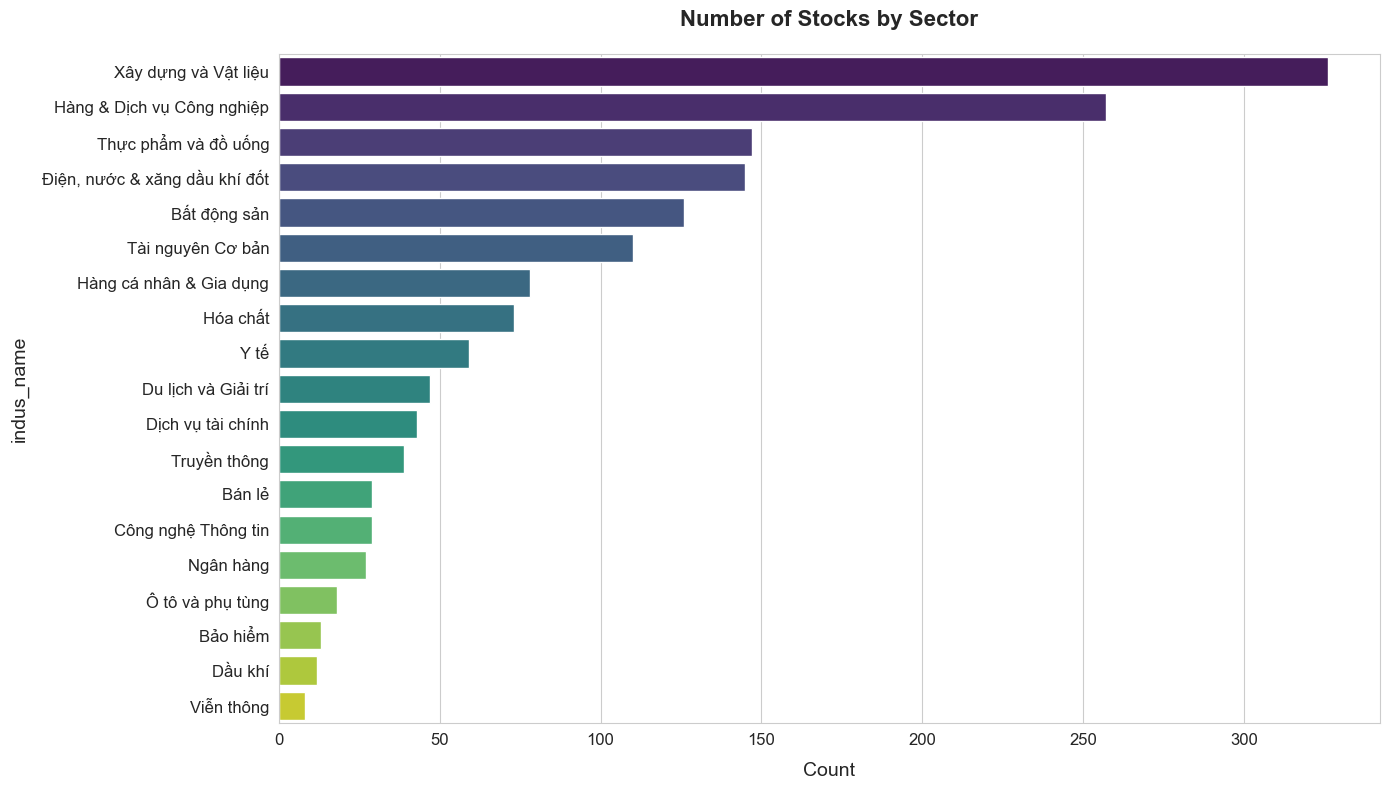 Number of Stocks by Sector
Xây dựng và Vật liệu
Hàng & Dịch vụ Công nghiệp
Thực phẩm và đồ uống
Điện, nước & xăng dầu khí đốt
Bất động sản
Tài nguyên Cơ bản
Hàng cá nhân & Gia dụng
Hóa chất
Y tế
Du lịch và Giải trí
Dịch vụ tài chính
Truyền thông
Bán lẻ
Công nghệ Thông tin
Ngân hàng
Ô tô và phụ tùng
Bảo hiểm
Dầu khí
Viễn thông
indus_name
0 50 100 150 200 250 300
Count